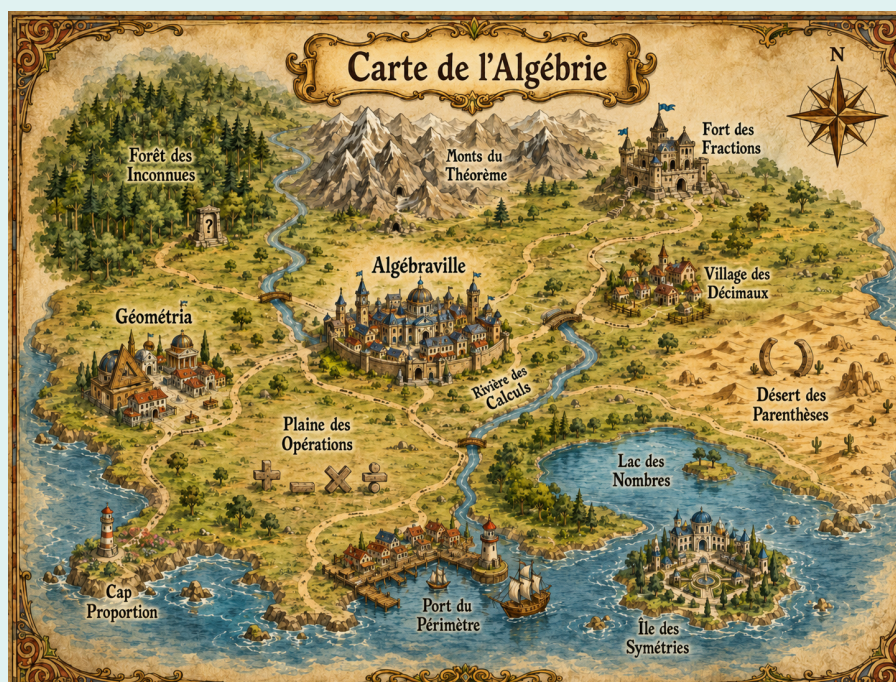 Carte de l'Algébrie
N
Forêt des
Inconnues
Monts du
Théorème
Fort des
Fractions
?
Algébraville
Village des
Décimaux
Géométria
Rivière des
Calculs
( )
Désert des
Parenthèses
Plaine des
Opérations
+ − × ÷
Lac des
Nombres
Cap
Proportion
Port du
Périmètre
Île des
Symétries